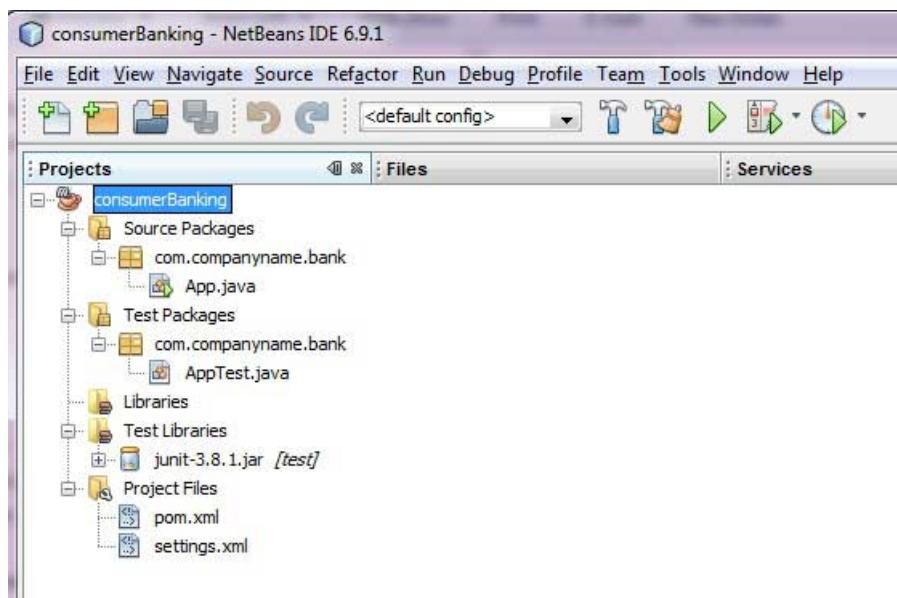 consumerBanking - NetBeans IDE 6.9.1
File Edit View Navigate Source Refactor Run Debug Profile Team Tools Window Help
<default config>
Projects Files Services
consumerBanking
Source Packages
com.companyname.bank
App.java
Test Packages
com.companyname.bank
AppTest.java
Libraries
Test Libraries
junit-3.8.1.jar [test]
Project Files
pom.xml
settings.xml